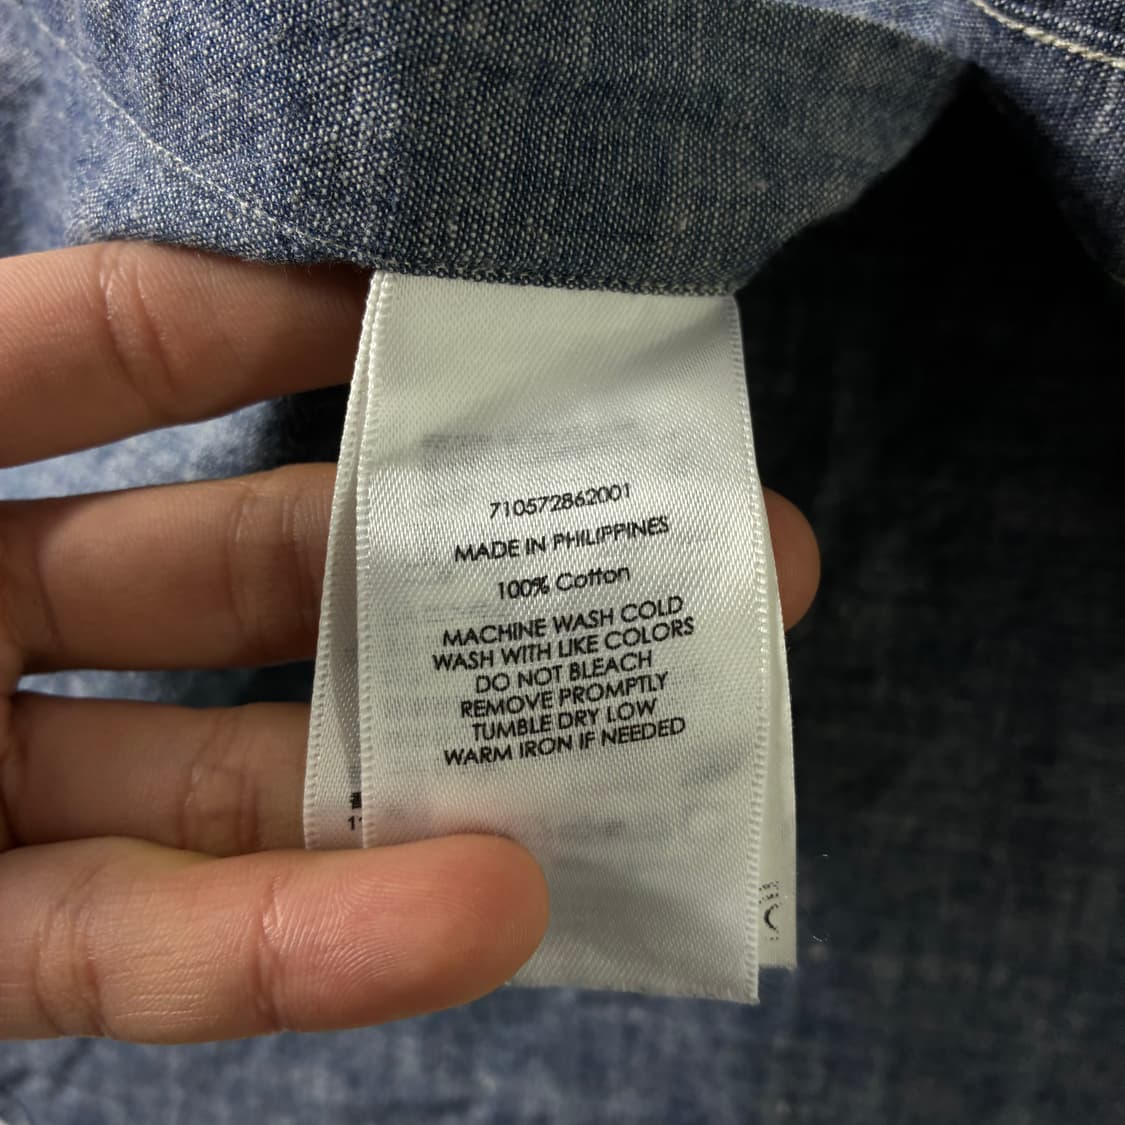 710572862001
MADE IN PHILIPPINES
100% Cotton
MACHINE WASH COLD
WASH WITH LIKE COLORS
DO NOT BLEACH
REMOVE PROMPTLY
TUMBLE DRY LOW
WARM IRON IF NEEDED